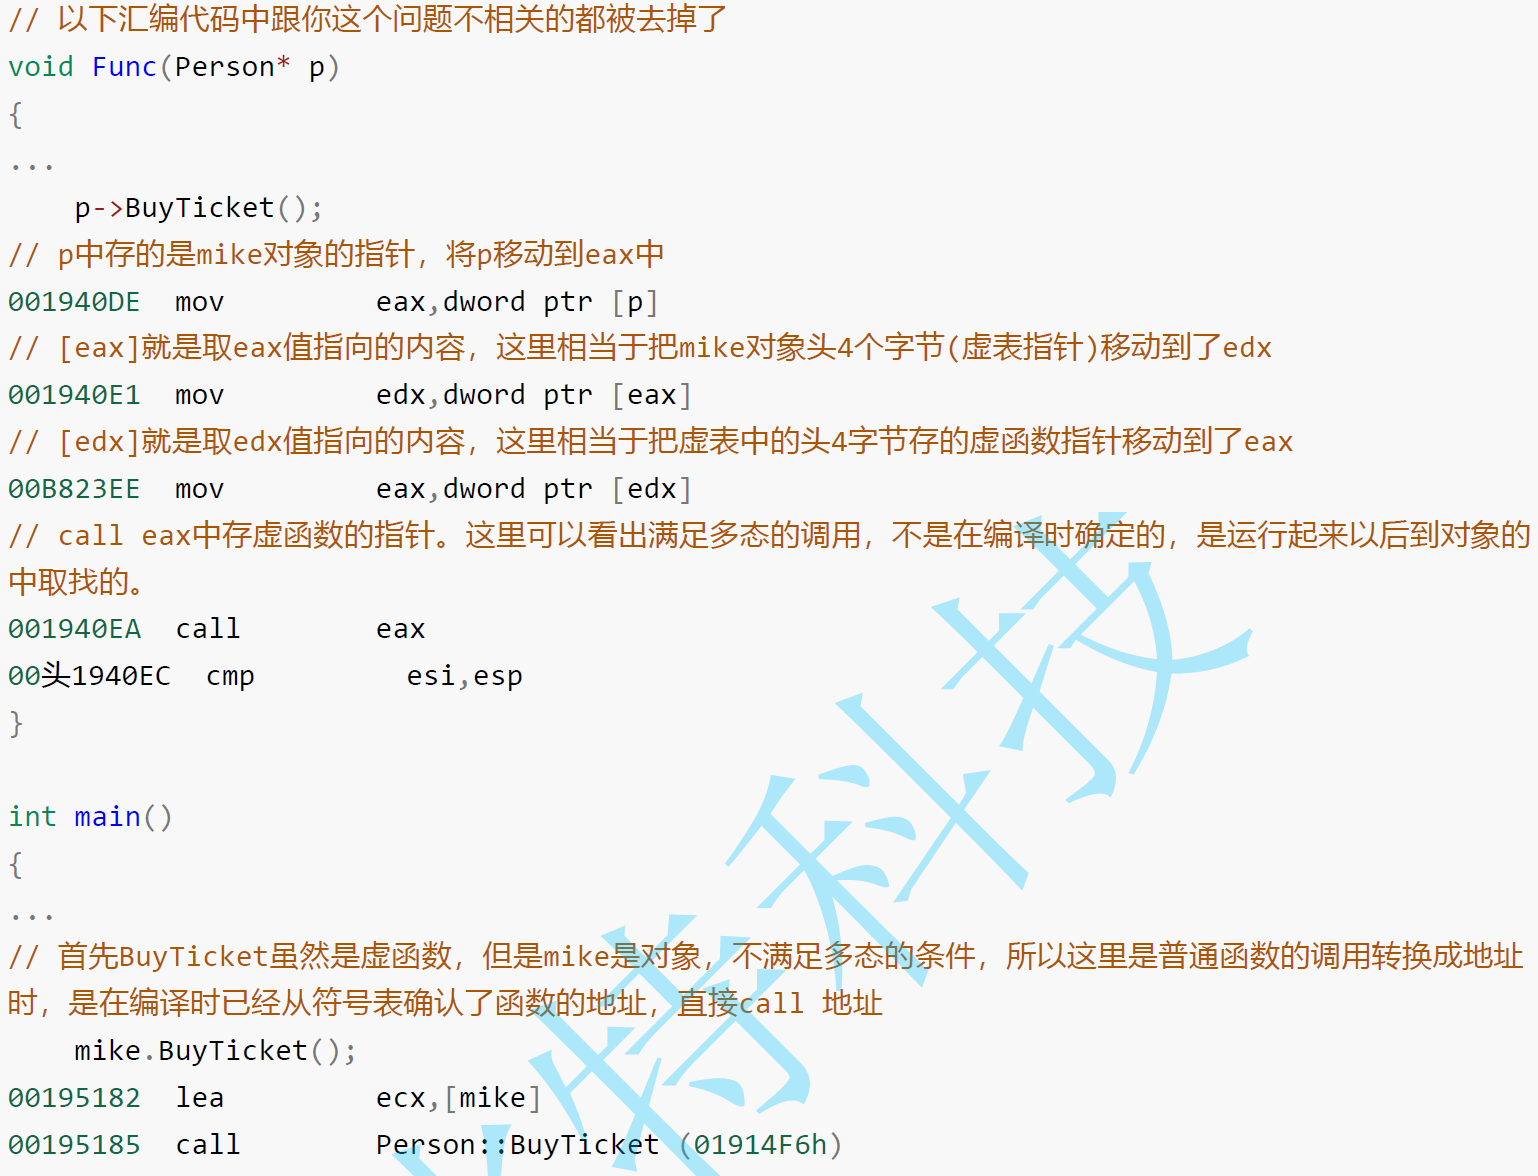 // 以下汇编代码中跟你这个问题不相关的都被去掉了
void Func(Person* p)
{
...
    p->BuyTicket();
// p中存的是mike对象的指针，将p移动到eax中
001940DE  mov         eax,dword ptr [p]
// [eax]就是取eax值指向的内容，这里相当于把mike对象头4个字节(虚表指针)移动到了edx
001940E1  mov         edx,dword ptr [eax]
// [edx]就是取edx值指向的内容，这里相当于把虚表中的头4字节存的虚函数指针移动到了eax
00B823EE  mov         eax,dword ptr [edx]
// call eax中存虚函数的指针。这里可以看出满足多态的调用，不是在编译时确定的，是运行起来以后到对象的
中取找的。
001940EA  call        eax
00头1940EC  cmp         esi,esp
}
int main()
{
...
// 首先BuyTicket虽然是虚函数，但是mike是对象，不满足多态的条件，所以这里是普通函数的调用转换成地址
时，是在编译时已经从符号表确认了函数的地址，直接call 地址
    mike.BuyTicket();
00195182  lea         ecx,[mike]
00195185  call        Person::BuyTicket (01914F6h)
特科技